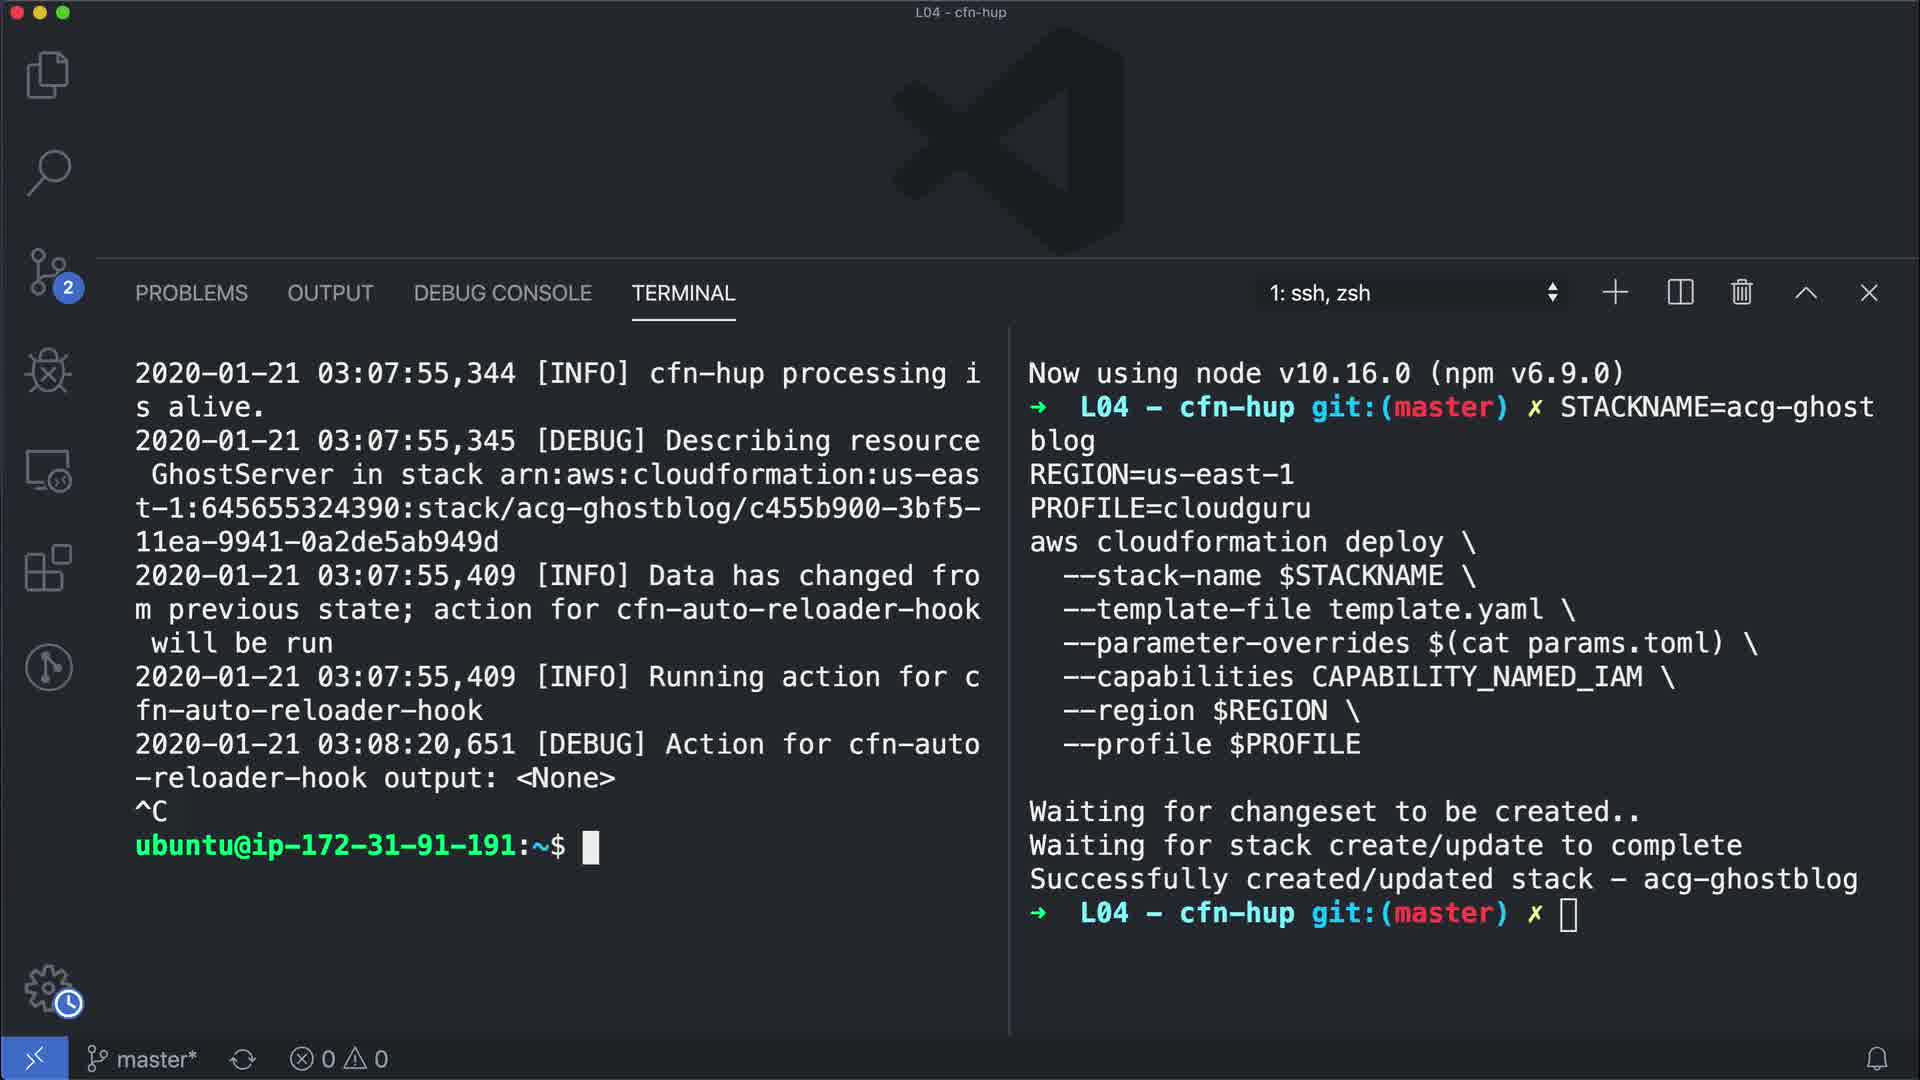 L04 - cfn-hup
2
PROBLEMS OUTPUT DEBUG CONSOLE TERMINAL 1: ssh, zsh
2020-01-21 03:07:55,344 [INFO] cfn-hup processing i
s alive.
2020-01-21 03:07:55,345 [DEBUG] Describing resource
 GhostServer in stack arn:aws:cloudformation:us-eas
t-1:645655324390:stack/acg-ghostblog/c455b900-3bf5-
11ea-9941-0a2de5ab949d
2020-01-21 03:07:55,409 [INFO] Data has changed fro
m previous state; action for cfn-auto-reloader-hook
 will be run
2020-01-21 03:07:55,409 [INFO] Running action for c
fn-auto-reloader-hook
2020-01-21 03:08:20,651 [DEBUG] Action for cfn-auto
-reloader-hook output: <None>
^C
ubuntu@ip-172-31-91-191:~$
Now using node v10.16.0 (npm v6.9.0)
➜  L04 - cfn-hup git:(master) ✗ STACKNAME=acg-ghost
blog
REGION=us-east-1
PROFILE=cloudguru
aws cloudformation deploy \
  --stack-name $STACKNAME \
  --template-file template.yaml \
  --parameter-overrides $(cat params.toml) \
  --capabilities CAPABILITY_NAMED_IAM \
  --region $REGION \
  --profile $PROFILE
Waiting for changeset to be created..
Waiting for stack create/update to complete
Successfully created/updated stack - acg-ghostblog
➜  L04 - cfn-hup git:(master) ✗
master* 0 0